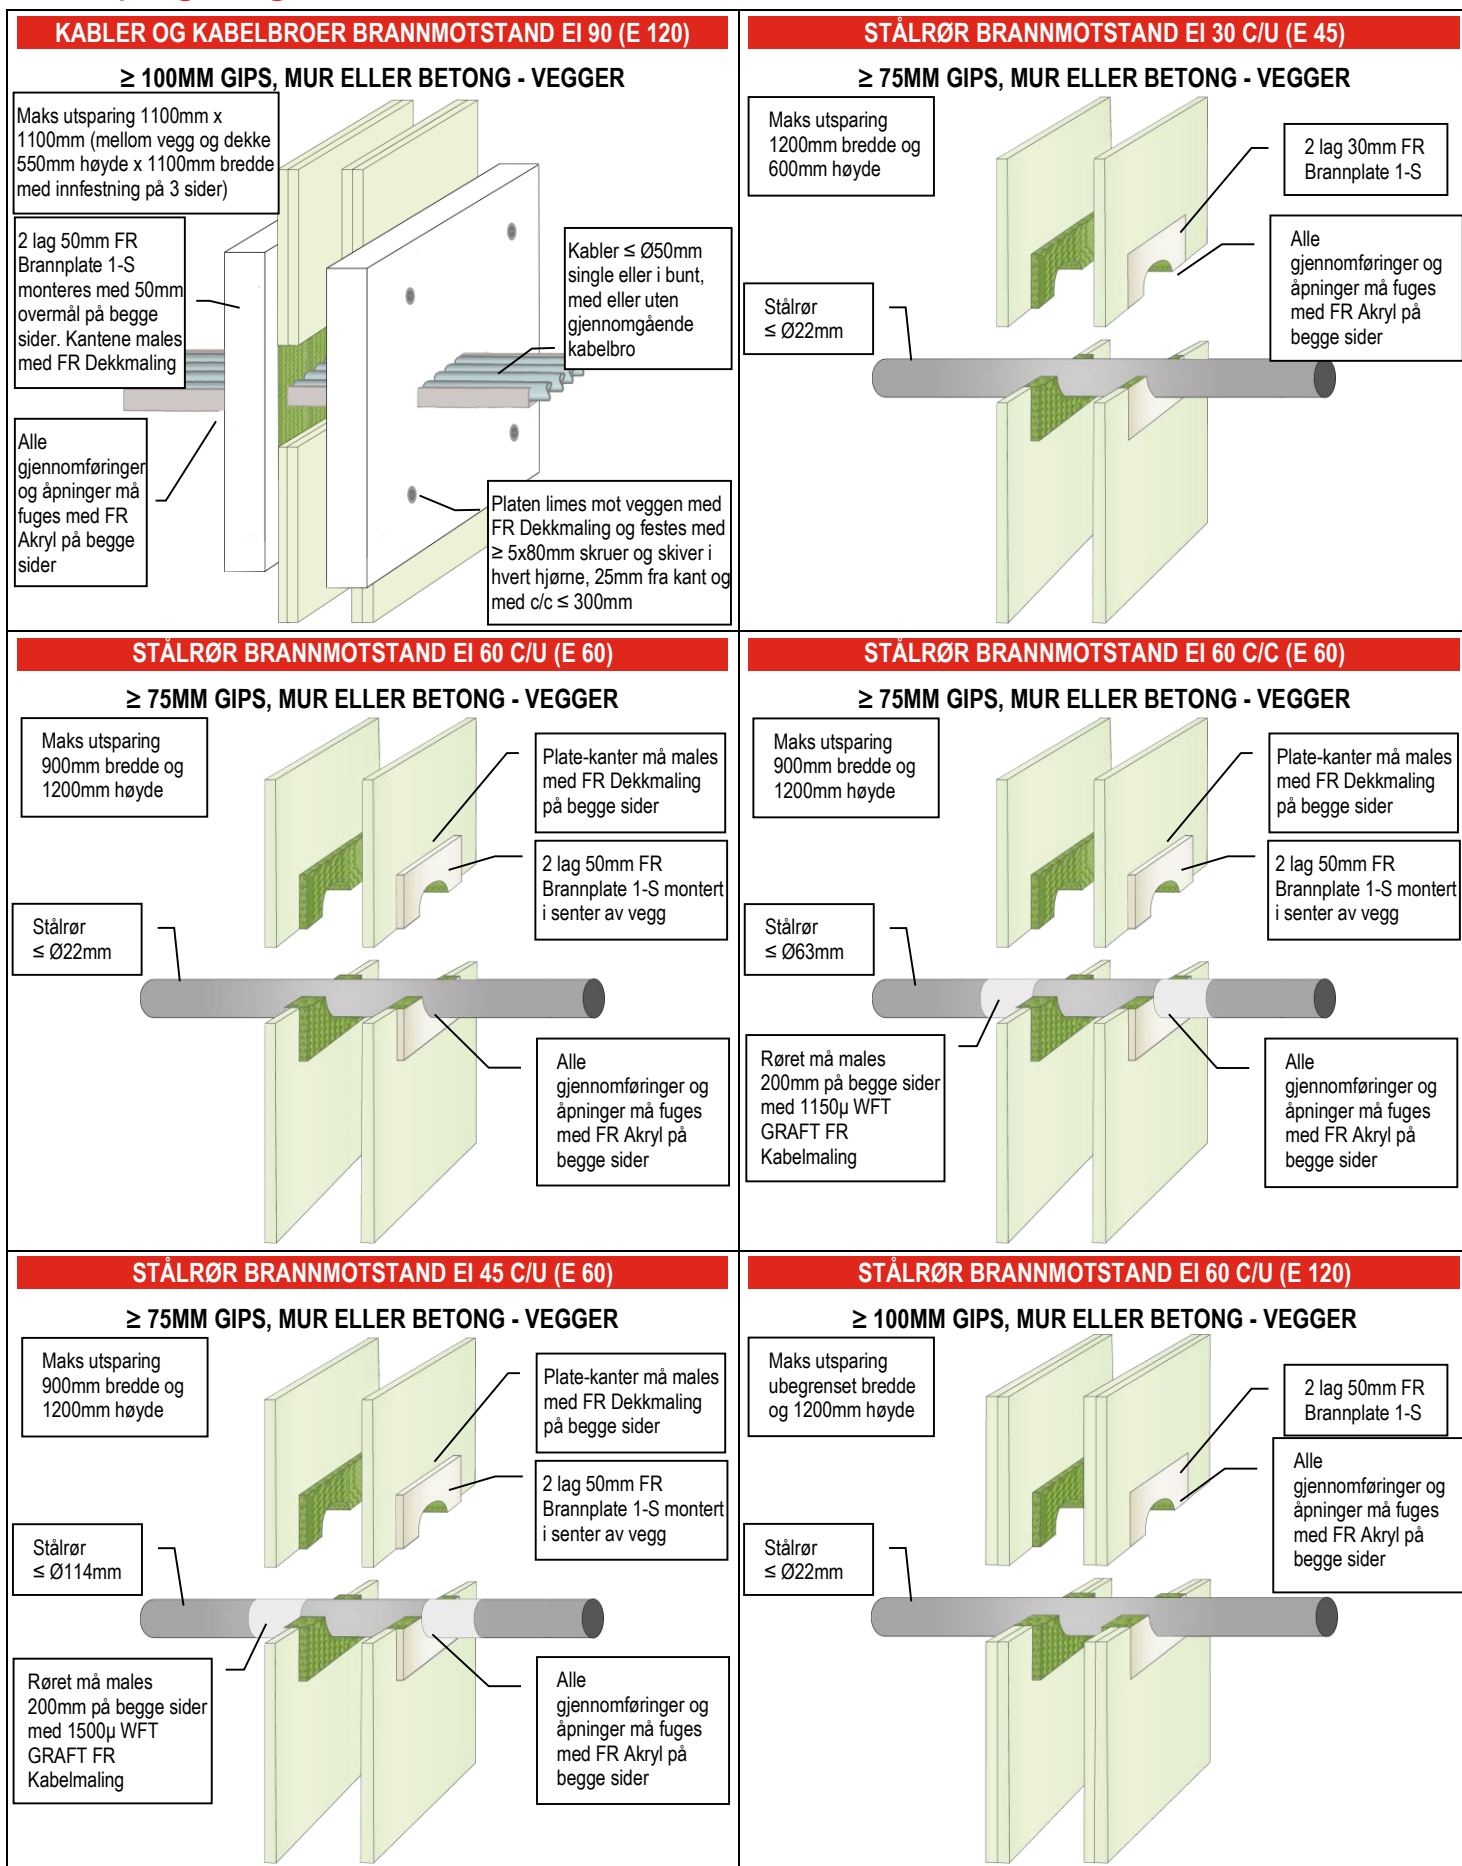 KABLER OG KABELBROER BRANNMOTSTAND EI 90 (E 120)
≥ 100MM GIPS, MUR ELLER BETONG - VEGGER
Maks utsparing 1100mm x
1100mm (mellom vegg og dekke
550mm høyde x 1100mm bredde
med innfestning på 3 sider)
2 lag 50mm FR
Brannplate 1-S
monteres med 50mm
overmål på begge
sider. Kantene males
med FR Dekkmaling
Kabler ≤ Ø50mm
single eller i bunt,
med eller uten
gjennomgående
kabelbro
Alle
gjennomføringer
og åpninger må
fuges med FR
Akryl på begge
sider
Platen limes mot veggen med
FR Dekkmaling og festes med
≥ 5x80mm skruer og skiver i
hvert hjørne, 25mm fra kant og
med c/c ≤ 300mm
STÅLRØR BRANNMOTSTAND EI 30 C/U (E 45)
≥ 75MM GIPS, MUR ELLER BETONG - VEGGER
Maks utsparing
1200mm bredde og
600mm høyde
2 lag 30mm FR
Brannplate 1-S
Alle
gjennomføringer og
åpninger må fuges
med FR Akryl på
begge sider
Stålrør
≤ Ø22mm
STÅLRØR BRANNMOTSTAND EI 60 C/U (E 60)
≥ 75MM GIPS, MUR ELLER BETONG - VEGGER
Maks utsparing
900mm bredde og
1200mm høyde
Plate-kanter må males
med FR Dekkmaling
på begge sider
2 lag 50mm FR
Brannplate 1-S montert
i senter av vegg
Stålrør
≤ Ø22mm
Alle
gjennomføringer og
åpninger må fuges
med FR Akryl på
begge sider
STÅLRØR BRANNMOTSTAND EI 60 C/C (E 60)
≥ 75MM GIPS, MUR ELLER BETONG - VEGGER
Maks utsparing
900mm bredde og
1200mm høyde
Plate-kanter må males
med FR Dekkmaling
på begge sider
2 lag 50mm FR
Brannplate 1-S montert
i senter av vegg
Stålrør
≤ Ø63mm
Røret må males
200mm på begge sider
med 1150µ WFT
GRAFT FR
Kabelmaling
Alle
gjennomføringer og
åpninger må fuges
med FR Akryl på
begge sider
STÅLRØR BRANNMOTSTAND EI 45 C/U (E 60)
≥ 75MM GIPS, MUR ELLER BETONG - VEGGER
Maks utsparing
900mm bredde og
1200mm høyde
Plate-kanter må males
med FR Dekkmaling
på begge sider
2 lag 50mm FR
Brannplate 1-S montert
i senter av vegg
Stålrør
≤ Ø114mm
Røret må males
200mm på begge sider
med 1500µ WFT
GRAFT FR
Kabelmaling
Alle
gjennomføringer og
åpninger må fuges
med FR Akryl på
begge sider
STÅLRØR BRANNMOTSTAND EI 60 C/U (E 120)
≥ 100MM GIPS, MUR ELLER BETONG - VEGGER
Maks utsparing
ubegrenset bredde
og 1200mm høyde
2 lag 50mm FR
Brannplate 1-S
Alle
gjennomføringer og
åpninger må fuges
med FR Akryl på
begge sider
Stålrør
≤ Ø22mm